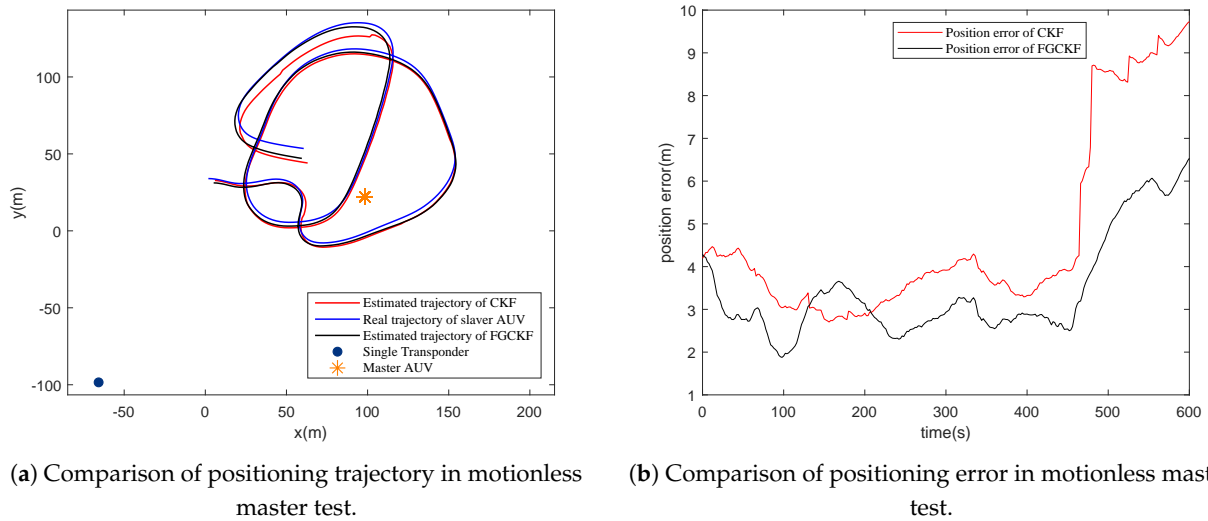 100
50
0
-50
-100
y(m)
-50
0
50
100
150
200
x(m)
Estimated trajectory of CKF
Real trajectory of slaver AUV
Estimated trajectory of FGCKF
Single Transponder
Master AUV
10
9
8
7
6
5
4
3
2
1
position error(m)
0
100
200
300
400
500
600
time(s)
Position error of CKF
Position error of FGCKF
(a) Comparison of positioning trajectory in motionless
master test.
(b) Comparison of positioning error in motionless mast
test.